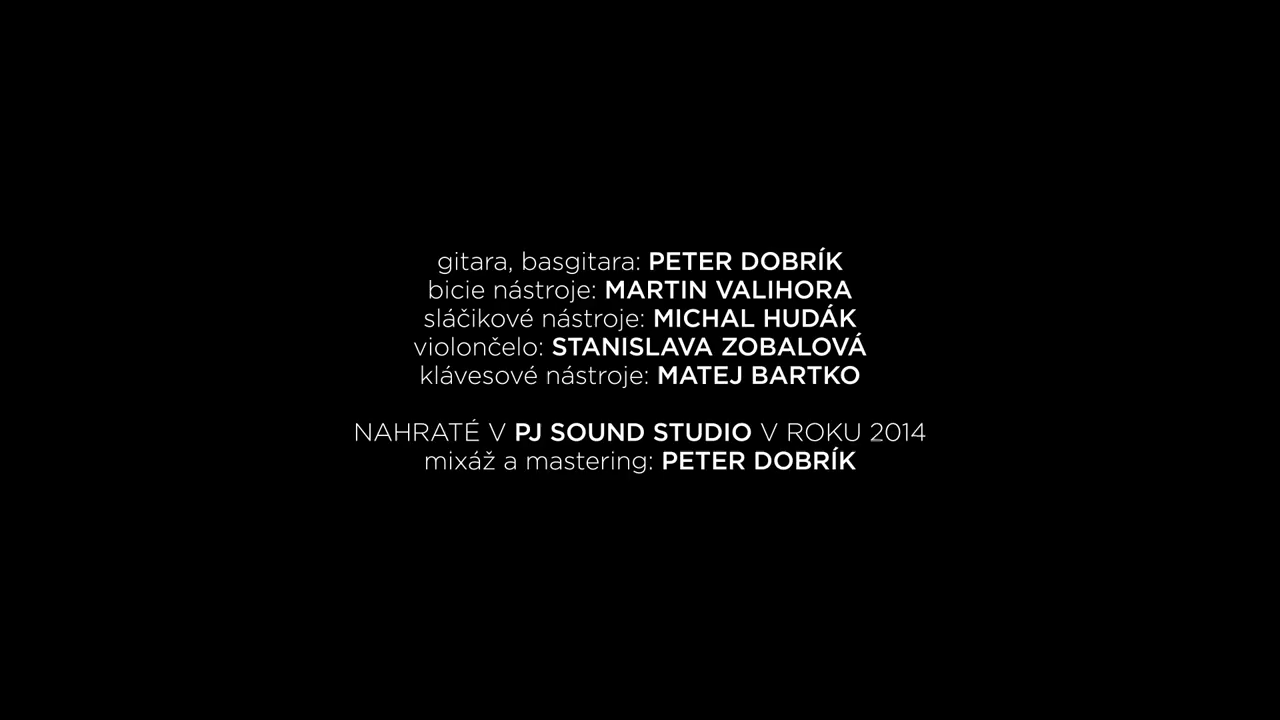 gitara, basgitara: PETER DOBRÍK
bicie nástroje: MARTIN VALIHORA
sláčikové nástroje: MICHAL HUDÁK
violončelo: STANISLAVA ZOBALOVÁ
klávesové nástroje: MATEJ BARTKO
NAHRATÉ V PJ SOUND STUDIO V ROKU 2014
mixáž a mastering: PETER DOBRÍK